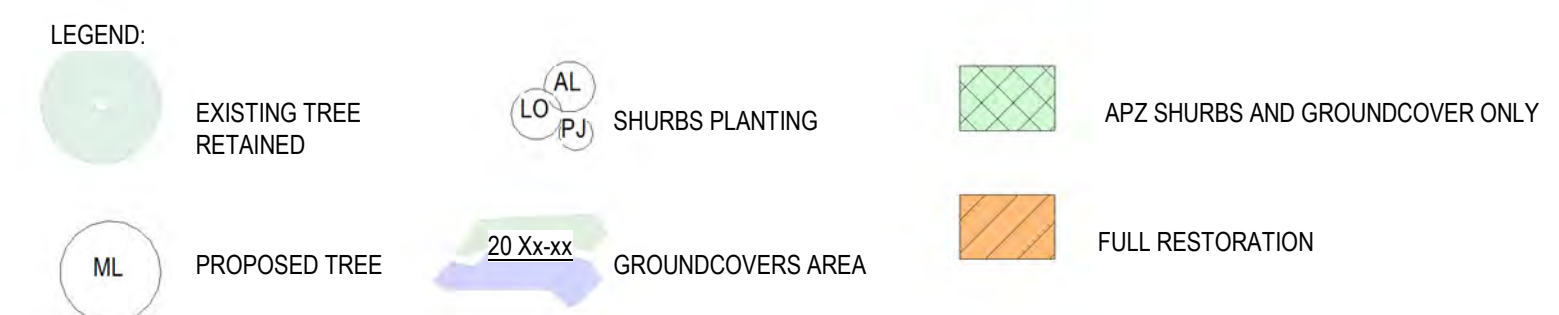 LEGEND:
EXISTING TREE
RETAINED
AL
LO
PJ
SHURBS PLANTING
APZ SHURBS AND GROUNDCOVER ONLY
ML
PROPOSED TREE
20 Xx-xx
GROUNDCOVERS AREA
FULL RESTORATION